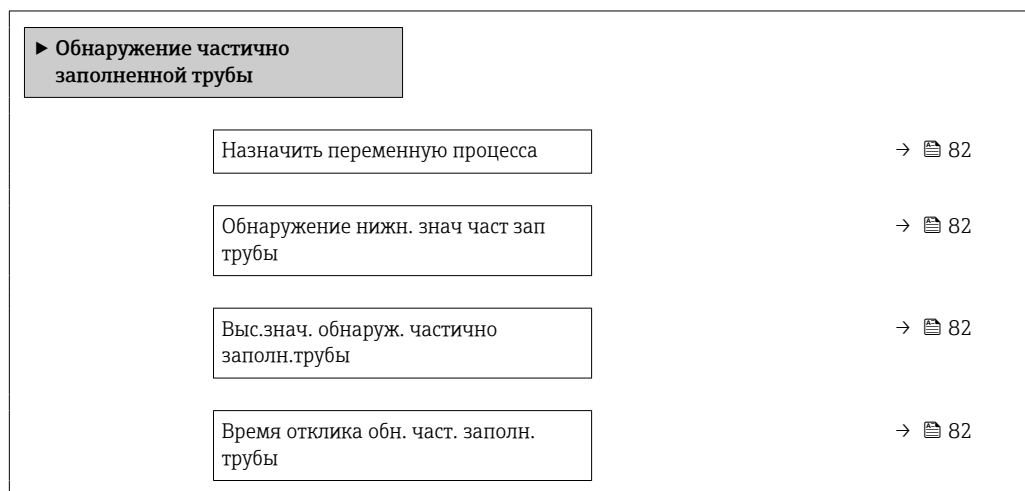 ▶ Обнаружение частично
заполненной трубы
Назначить переменную процесса → 82
Обнаружение нижн. знач част зап
трубы → 82
Выс.знач. обнаруж. частично
заполн.трубы → 82
Время отклика обн. част. заполн.
трубы → 82